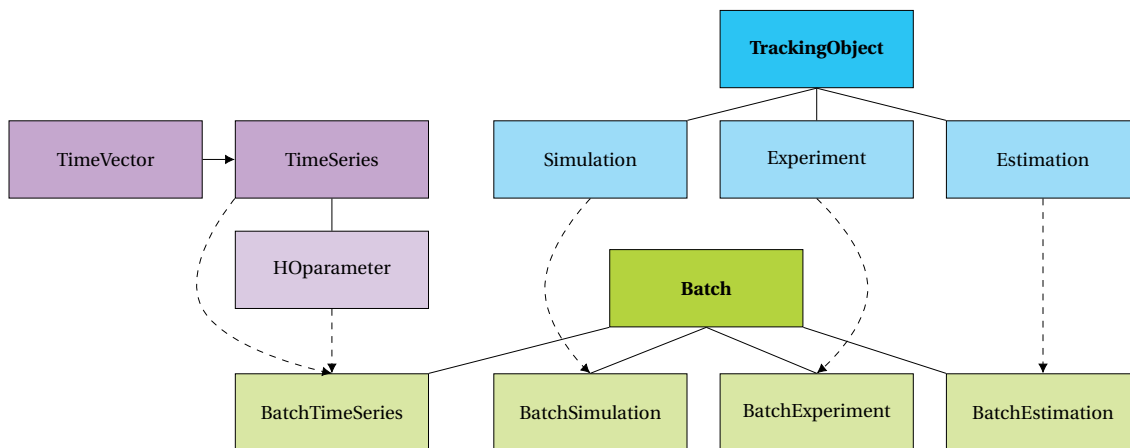 TrackingObject
TimeVector
TimeSeries
Simulation
Experiment
Estimation
HOparameter
Batch
BatchTimeSeries
BatchSimulation
BatchExperiment
BatchEstimation